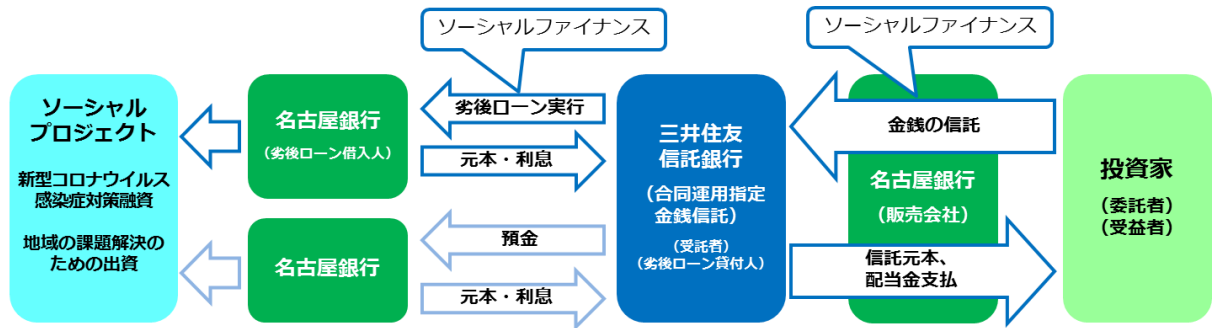 ソーシャルファイナンス
ソーシャルファイナンス
ソーシャル
プロジェクト
新型コロナウイルス
感染症対策融資
地域の課題解決の
ための出資
名古屋銀行
（劣後ローン借入人）
名古屋銀行
劣後ローン実行
元本・利息
預金
元本・利息
三井住友
信託銀行
（合同運用指定
金銭信託）
（受託者）
（劣後ローン貸付人）
金銭の信託
名古屋銀行
（販売会社）
信託元本、
配当金支払
投資家
（委託者）
（受益者）